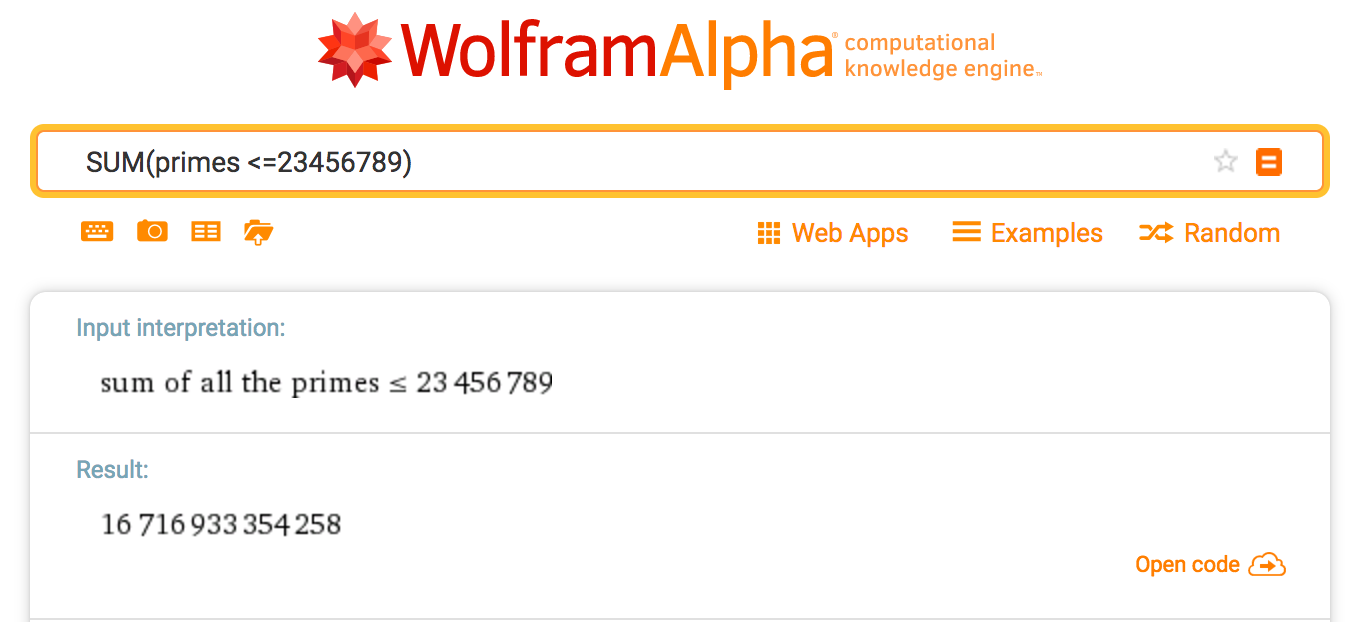 WolframAlpha® computational
knowledge engine™
SUM(primes <=23456789)
Web Apps Examples Random
Input interpretation:
sum of all the primes ≤ 23 456 789
Result:
16 716 933 354 258
Open code